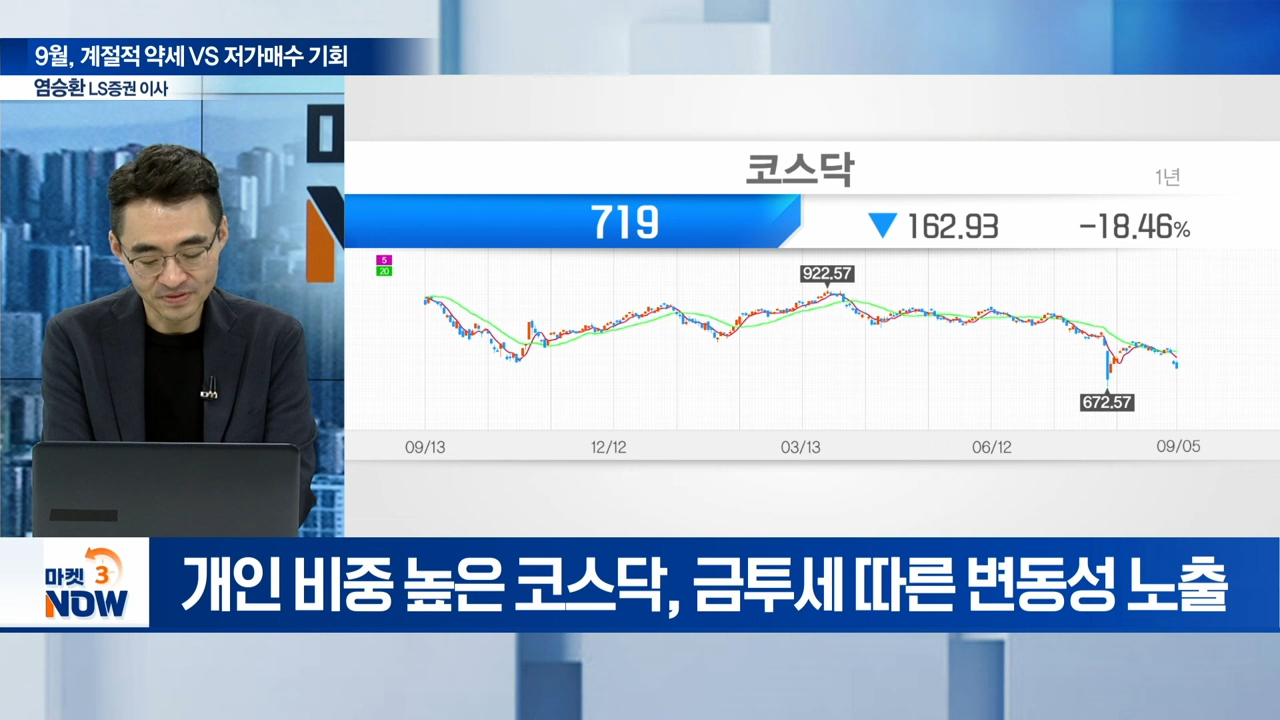 9월, 계절적 약세 VS 저가매수 기회
염승환 LS증권 이사
코스닥
1년
719
▼ 162.93
-18.46%
5
20
922.57
672.57
09/13
12/12
03/13
06/12
09/05
마켓 3
NOW
개인 비중 높은 코스닥, 금투세 따른 변동성 노출